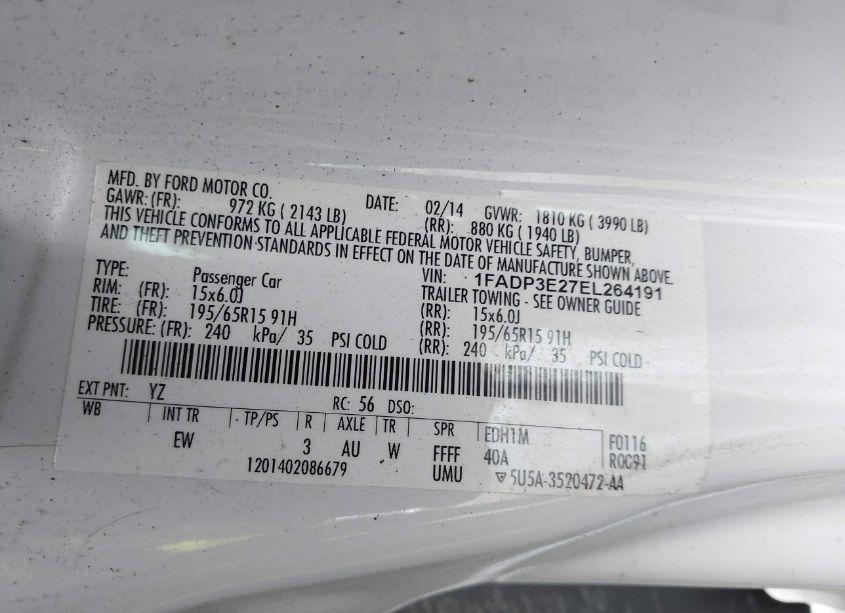 MFD. BY FORD MOTOR CO.
DATE: 02/14 GVWR: 1810 KG ( 3990 LB)
GAWR: (FR): 972 KG ( 2143 LB) (RR): 880 KG ( 1940 LB)
THIS VEHICLE CONFORMS TO ALL APPLICABLE FEDERAL MOTOR VEHICLE SAFETY, BUMPER,
AND THEFT PREVENTION STANDARDS IN EFFECT ON THE DATE OF MANUFACTURE SHOWN ABOVE.
VIN: 1FADP3E27EL264191
TYPE: Passenger Car TRAILER TOWING - SEE OWNER GUIDE
RIM: (FR): 15x6.0J (RR): 15x6.0J
TIRE: (FR): 195/65R15 91H (RR): 195/65R15 91H
PRESSURE: (FR): 240 kPa/ 35 PSI COLD (RR): 240 kPa/ 35 PSI COLD
EXT PNT: YZ RC: 56 DSO:
WB INT TR TP/PS R AXLE TR SPR EDH1M F0116
EW 3 AU W FFFF 40A R0C91
1201402086679 UMU 5U5A-3520472-AA